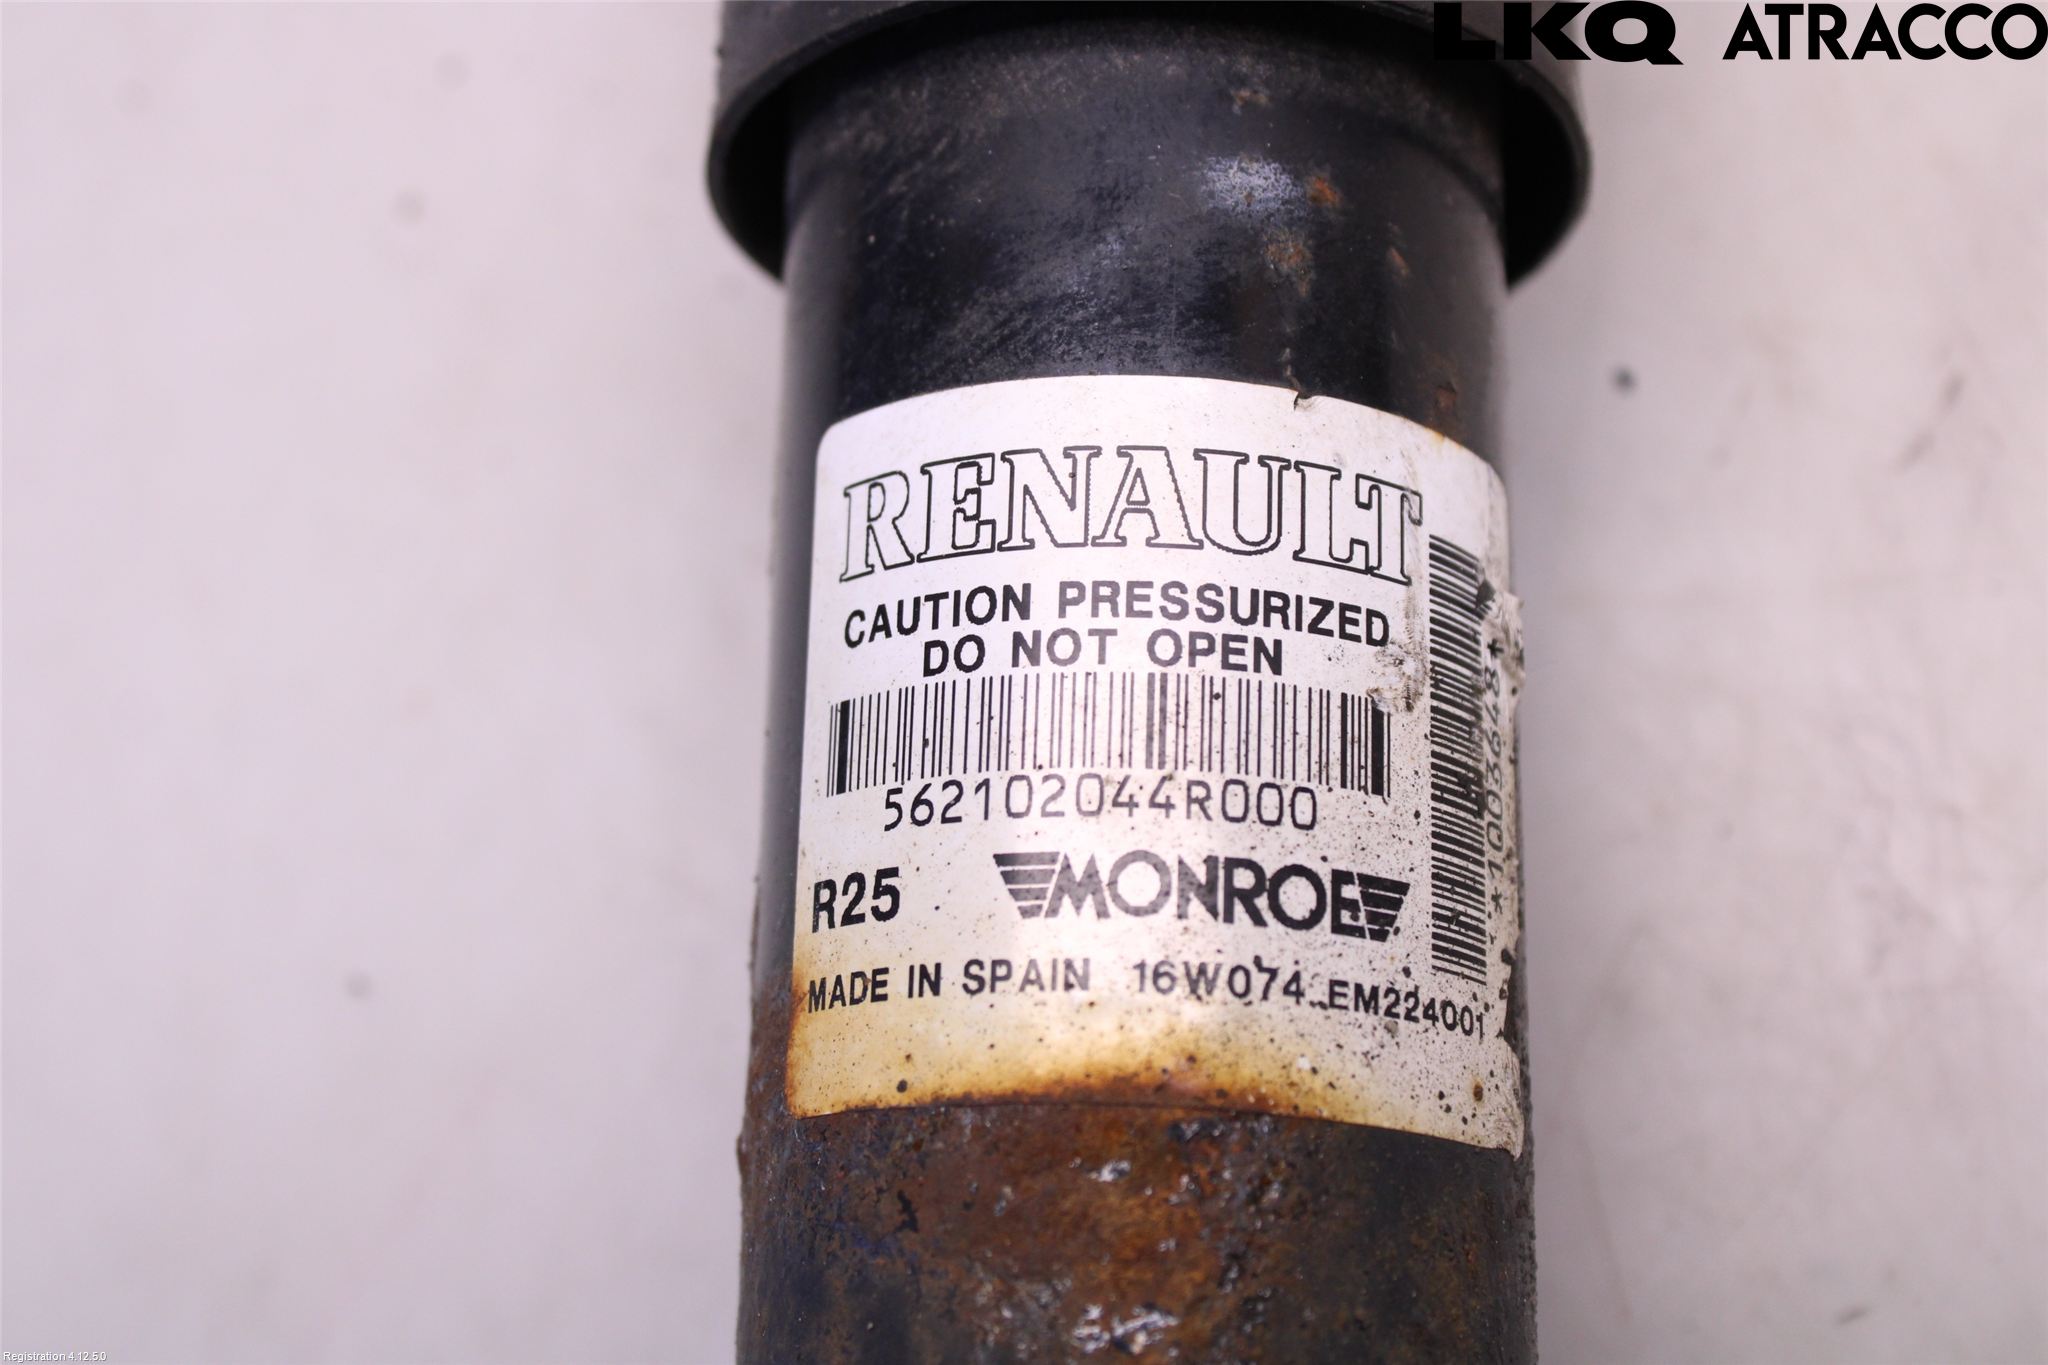 LKQ ATRACCO
RENAULT
CAUTION PRESSURIZED
DO NOT OPEN
562102044R000
R25 MONROE
MADE IN SPAIN 16W074 EM224001
*1003648*
Registration 4.12.5.0